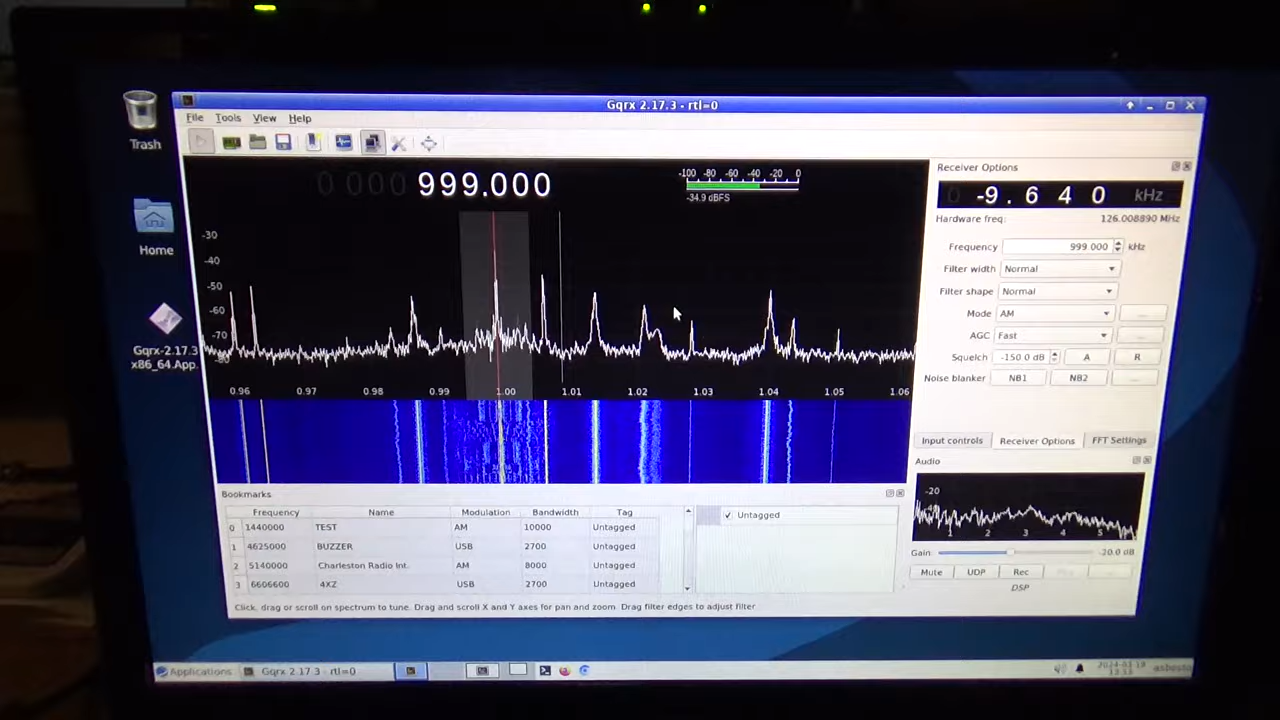 Gqrx 2.17.3 - rtl=0
File Tools View Help
Trash
Home
Gqrx-2.17.3
x86_64.App.
0 000 999.000
-100 -80 -60 -40 -20 0
-34.9 dBFS
-30
-40
-50
-60
-70
0.96 0.97 0.98 0.99 1.00 1.01 1.02 1.03 1.04 1.05 1.06
Receiver Options
0 -9.640 kHz
Hardware freq: 126.008890 MHz
Frequency 999.000 kHz
Filter width Normal
Filter shape Normal
Mode AM ...
AGC Fast ...
Squelch -150.0 dB A R
Noise blanker NB1 NB2 ...
Input controls Receiver Options FFT Settings
Audio
-20
1 2 3 4 5
Gain: -20.0 dB
Mute UDP Rec
DSP
Bookmarks
Frequency Name Modulation Bandwidth Tag
0 1440000 TEST AM 10000 Untagged
1 4625000 BUZZER USB 2700 Untagged
2 5140000 Charleston Radio Int. AM 8000 Untagged
3 6606600 4XZ USB 2700 Untagged
✓ Untagged
Click, drag or scroll on spectrum to tune. Drag and scroll X and Y axes for pan and zoom. Drag filter edges to adjust filter
Applications Gqrx 2.17.3 - rtl=0